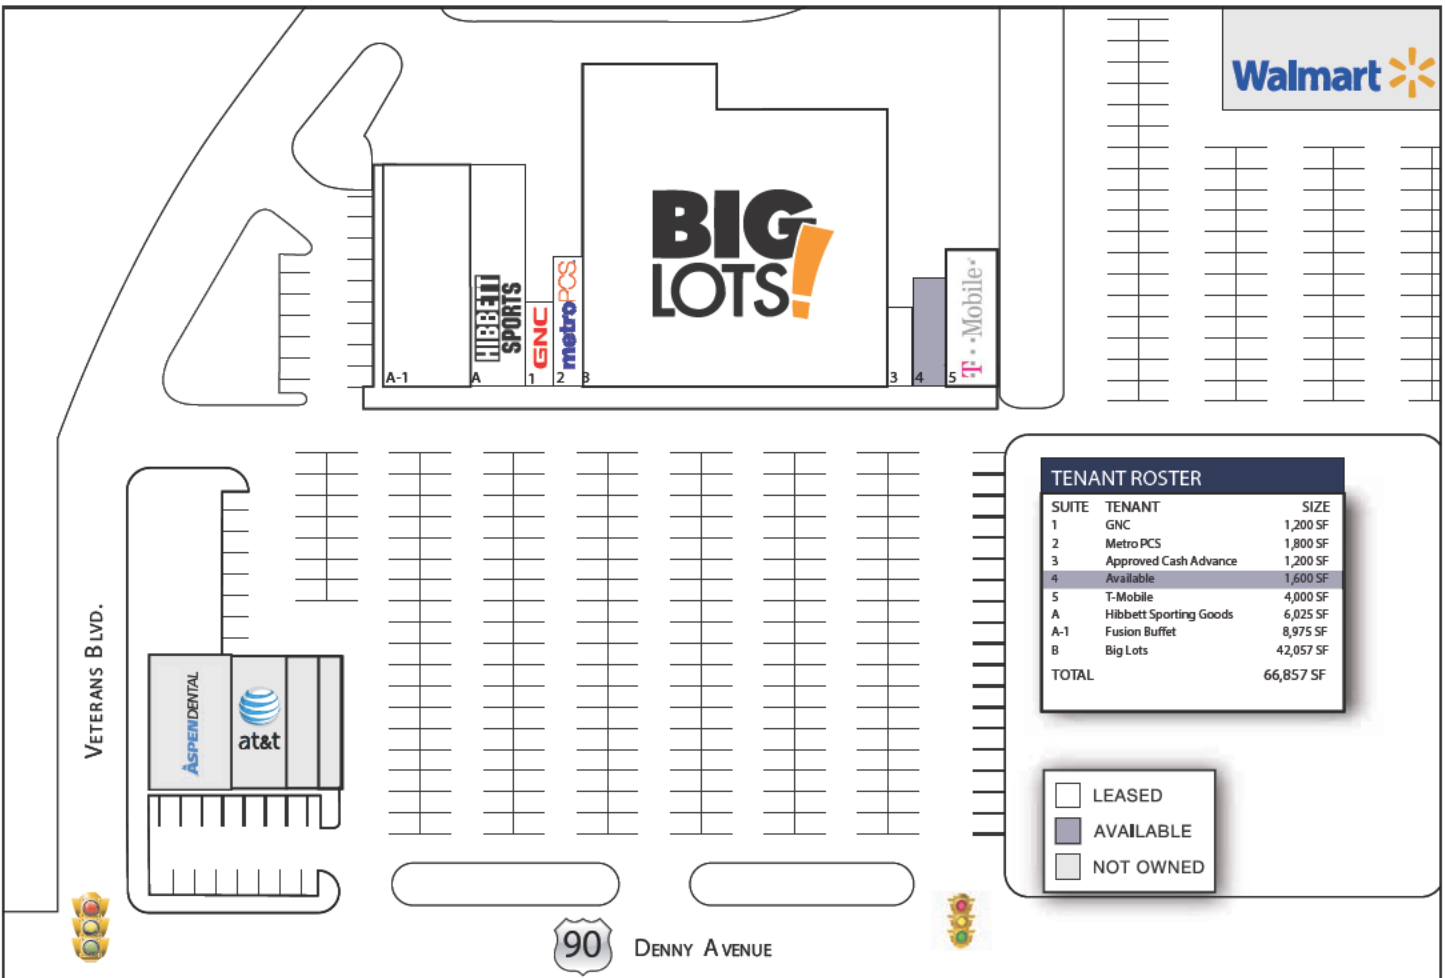 Walmart
BIG
LOTS!
HIBBETT
SPORTS
GNC
metroPCS.
T··Mobile·
A-1
A
1
2
B
3
4
5
TENANT ROSTER
SUITE TENANT SIZE
1 GNC 1,200 SF
2 Metro PCS 1,800 SF
3 Approved Cash Advance 1,200 SF
4 Available 1,600 SF
5 T-Mobile 4,000 SF
A Hibbett Sporting Goods 6,025 SF
A-1 Fusion Buffet 8,975 SF
B Big Lots 42,057 SF
TOTAL 66,857 SF
VETERANS BLVD.
ASPENDENTAL
at&t
LEASED
AVAILABLE
NOT OWNED
90 DENNY AVENUE